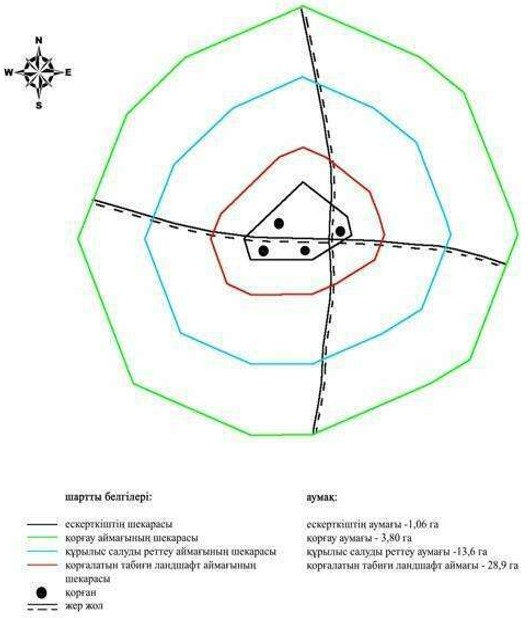 N
W E
S
шартты белгілері:
ескерткіштің шекарасы
қорғау аймағының шекарасы
құрылыс салуды реттеу аймағының шекарасы
қорғалатын табиғи ландшафт аймағының
шекарасы
қорған
жер жол
аумақ:
ескерткіштің аумағы -1,06 га
қорғау аумағы - 3,80 га
құрылыс салуды реттеу аумағы -13,6 га
қорғалатын табиғи ландшафт аймағы - 28,9 га